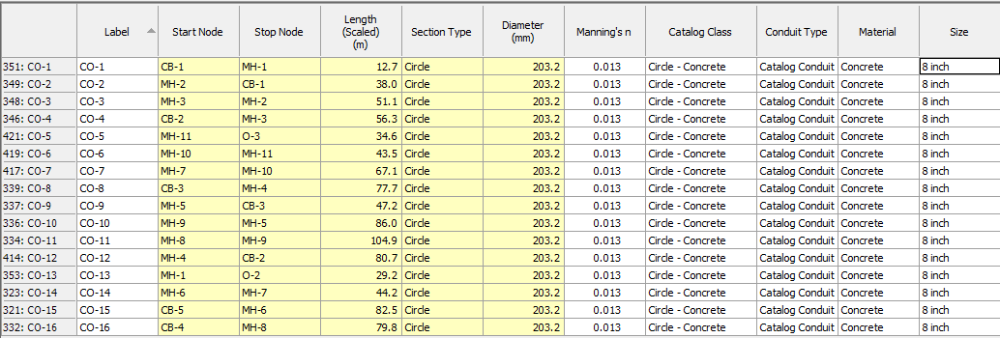 Label Start Node Stop Node Length (Scaled) (m) Section Type Diameter (mm) Manning's n Catalog Class Conduit Type Material Size
351: CO-1 CO-1 CB-1 MH-1 12.7 Circle 203.2 0.013 Circle - Concrete Catalog Conduit Concrete 8 inch
349: CO-2 CO-2 MH-2 CB-1 38.0 Circle 203.2 0.013 Circle - Concrete Catalog Conduit Concrete 8 inch
348: CO-3 CO-3 MH-3 MH-2 51.1 Circle 203.2 0.013 Circle - Concrete Catalog Conduit Concrete 8 inch
346: CO-4 CO-4 CB-2 MH-3 56.3 Circle 203.2 0.013 Circle - Concrete Catalog Conduit Concrete 8 inch
421: CO-5 CO-5 MH-11 O-3 34.6 Circle 203.2 0.013 Circle - Concrete Catalog Conduit Concrete 8 inch
419: CO-6 CO-6 MH-10 MH-11 43.5 Circle 203.2 0.013 Circle - Concrete Catalog Conduit Concrete 8 inch
417: CO-7 CO-7 MH-7 MH-10 67.1 Circle 203.2 0.013 Circle - Concrete Catalog Conduit Concrete 8 inch
339: CO-8 CO-8 CB-3 MH-4 77.7 Circle 203.2 0.013 Circle - Concrete Catalog Conduit Concrete 8 inch
337: CO-9 CO-9 MH-5 CB-3 47.2 Circle 203.2 0.013 Circle - Concrete Catalog Conduit Concrete 8 inch
336: CO-10 CO-10 MH-9 MH-5 86.0 Circle 203.2 0.013 Circle - Concrete Catalog Conduit Concrete 8 inch
334: CO-11 CO-11 MH-8 MH-9 104.9 Circle 203.2 0.013 Circle - Concrete Catalog Conduit Concrete 8 inch
414: CO-12 CO-12 MH-4 CB-2 80.7 Circle 203.2 0.013 Circle - Concrete Catalog Conduit Concrete 8 inch
353: CO-13 CO-13 MH-1 O-2 29.2 Circle 203.2 0.013 Circle - Concrete Catalog Conduit Concrete 8 inch
323: CO-14 CO-14 MH-6 MH-7 44.2 Circle 203.2 0.013 Circle - Concrete Catalog Conduit Concrete 8 inch
321: CO-15 CO-15 CB-5 MH-6 82.5 Circle 203.2 0.013 Circle - Concrete Catalog Conduit Concrete 8 inch
332: CO-16 CO-16 CB-4 MH-8 79.8 Circle 203.2 0.013 Circle - Concrete Catalog Conduit Concrete 8 inch